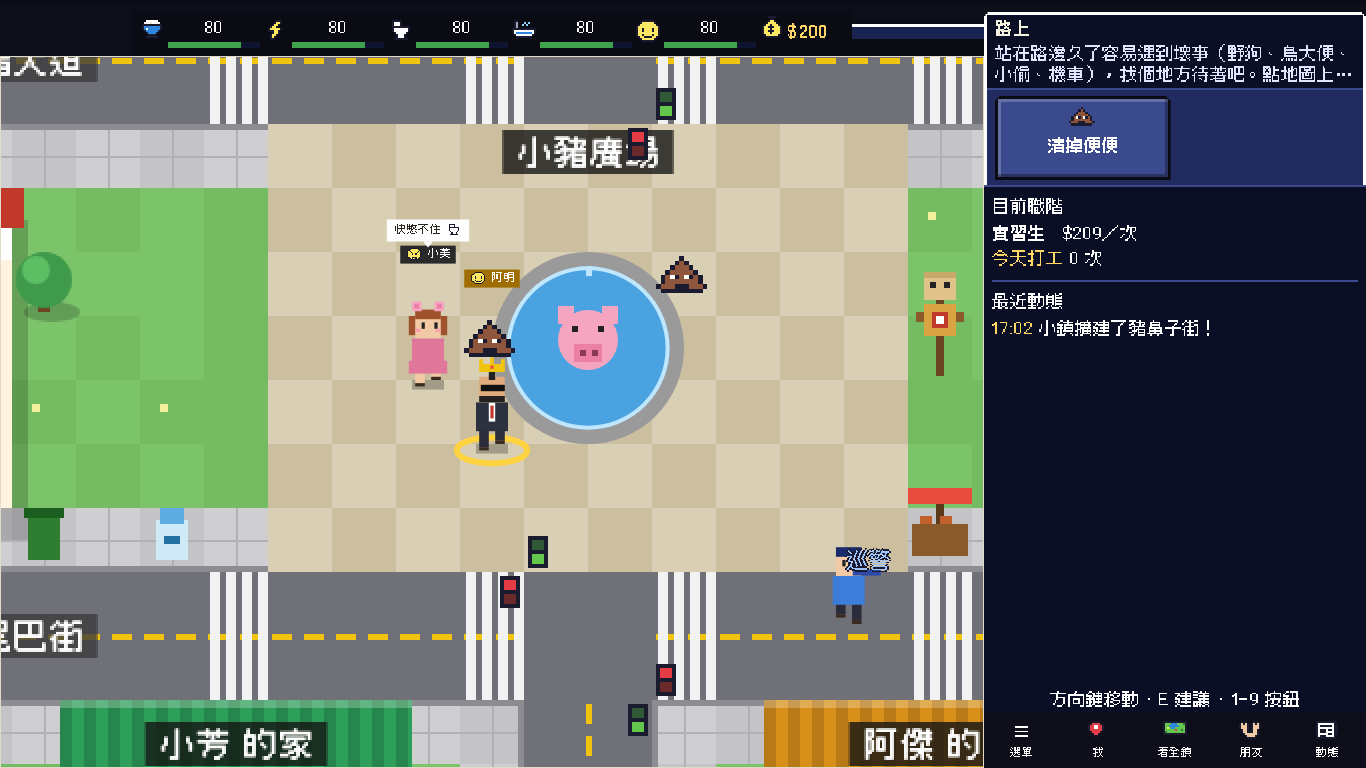 80 80 80 80 80 $200
路上
站在路邊久了容易遇到壞事（野狗、鳥大便、
小偷、機車），找個地方待著吧。點地圖上…
清掉便便
目前職階
實習生 $209／次
今天打工 0 次
最近動態
17:02 小鎮擴建了豬鼻子街！
小豬廣場
快憋不住
小美
阿明
巡警
尾巴街
小芳 的家
阿傑 的
方向鍵移動 · E 建議 · 1-9 按鈕
選單
我
看全鎮
朋友
動態